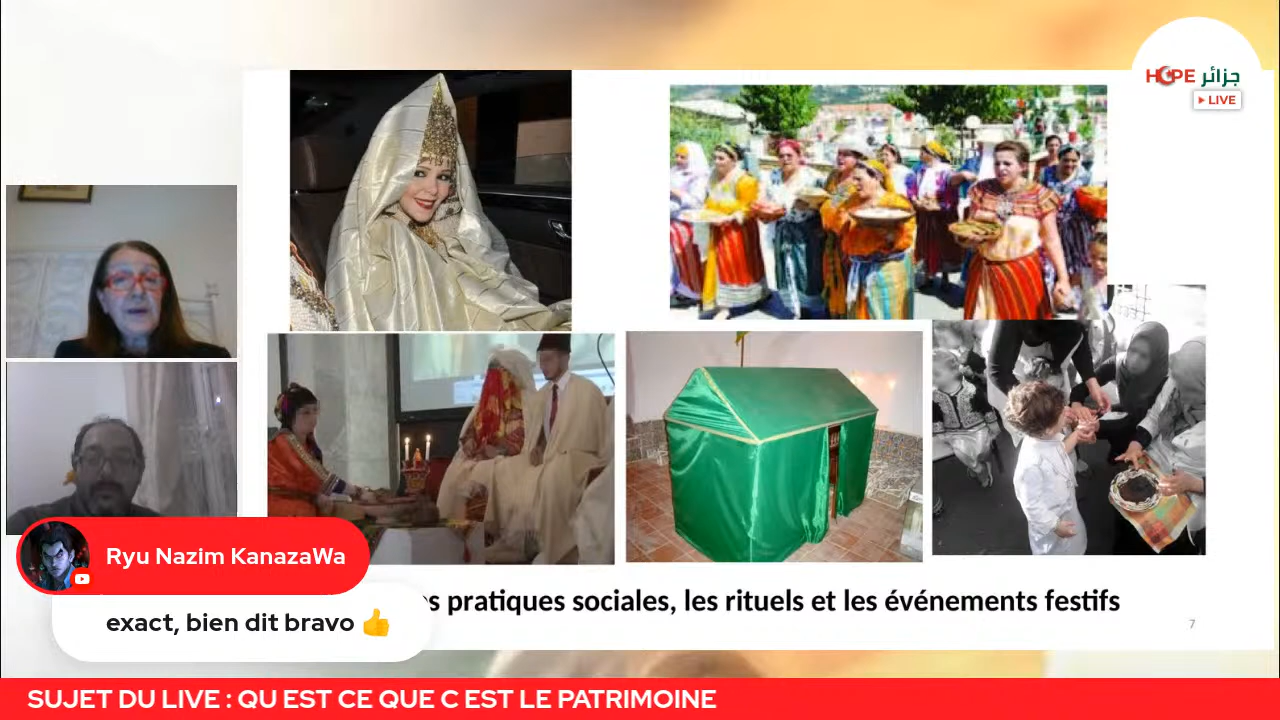 HOPE جزائر
LIVE
Ryu Nazim KanazaWa
exact, bien dit bravo 👍
s pratiques sociales, les rituels et les événements festifs
7
SUJET DU LIVE : QU EST CE QUE C EST LE PATRIMOINE